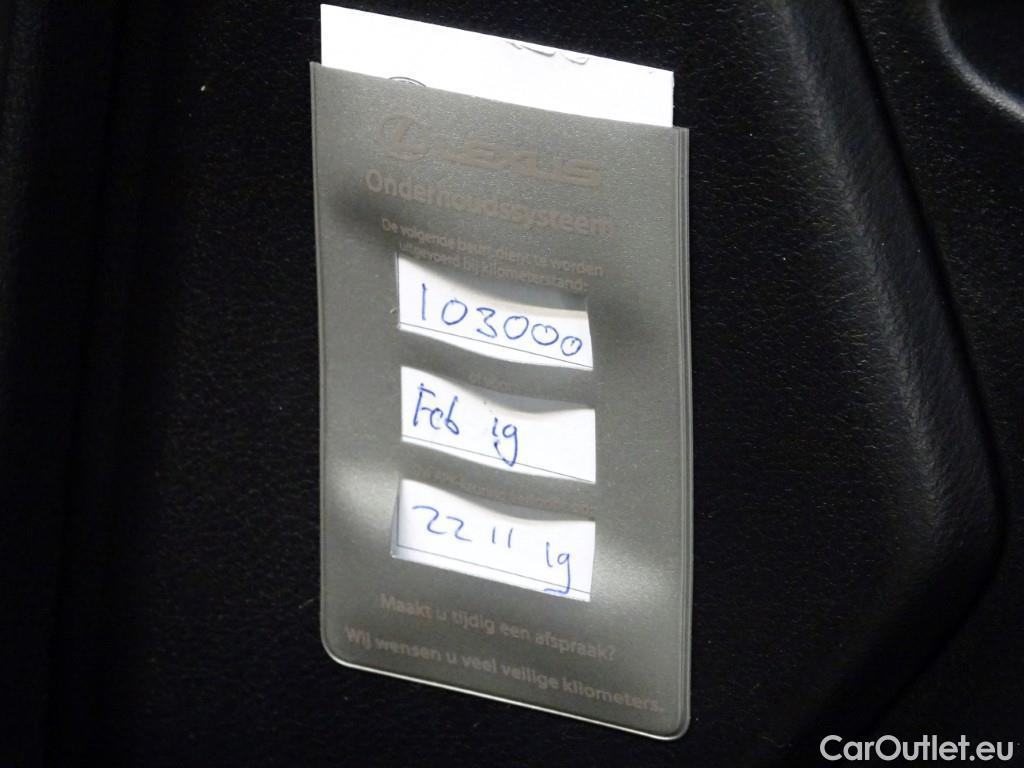 LEXUS
Onderhoudssysteem
De volgende beurt dient te worden
uitgevoerd bij kilometerstand:
103000
Feb 19
22 11 19
Maakt u tijdig een afspraak?
Wij wensen u veel veilige kilometers.
CarOutlet.eu